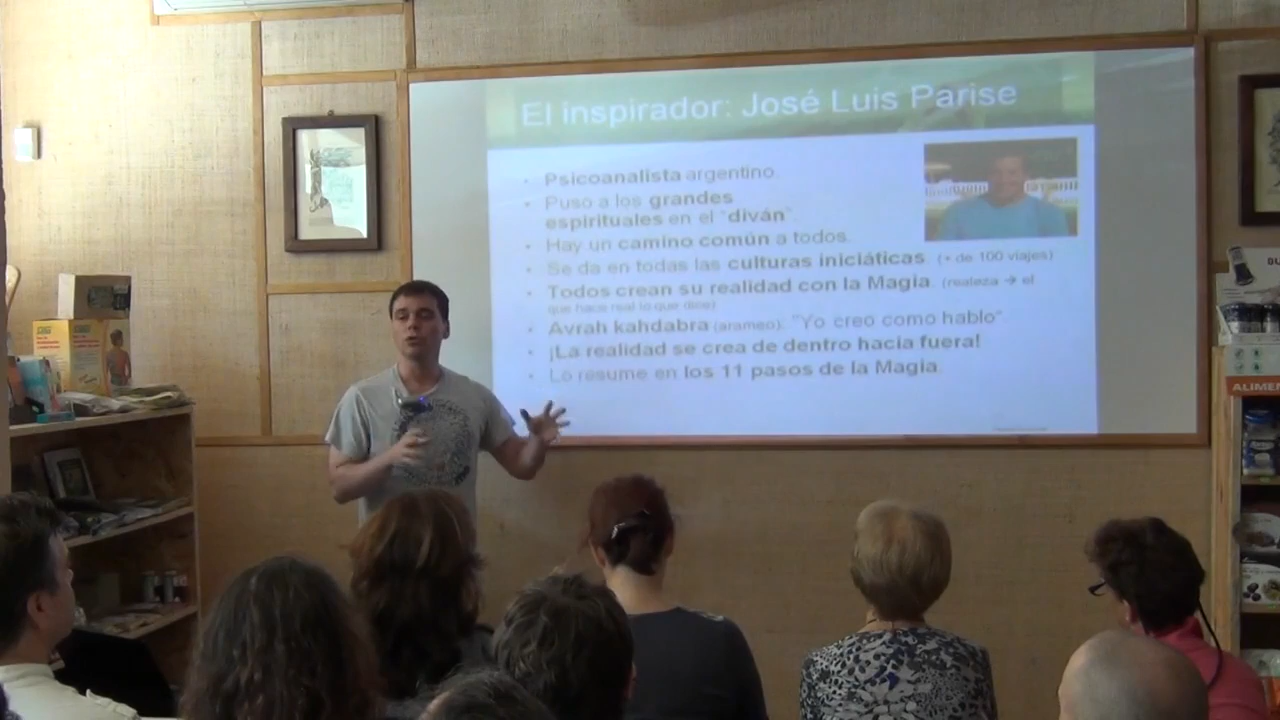 El inspirador: José Luis Parise
• Psicoanalista argentino.
• Puso a los grandes
espirituales en el "diván".
• Hay un camino común a todos.
• Se da en todas las culturas iniciáticas. (+ de 100 viajes)
• Todos crean su realidad con la Magia. (realeza → el
que hace real lo que dice)
• Avrah kahdabra (arameo): "Yo creo como hablo"
• ¡La realidad se crea de dentro hacia fuera!
• Lo resume en los 11 pasos de la Magia.
ALIMEN